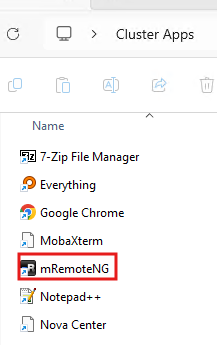 Cluster Apps
Name
7-Zip File Manager
Everything
Google Chrome
MobaXterm
mRemoteNG
Notepad++
Nova Center